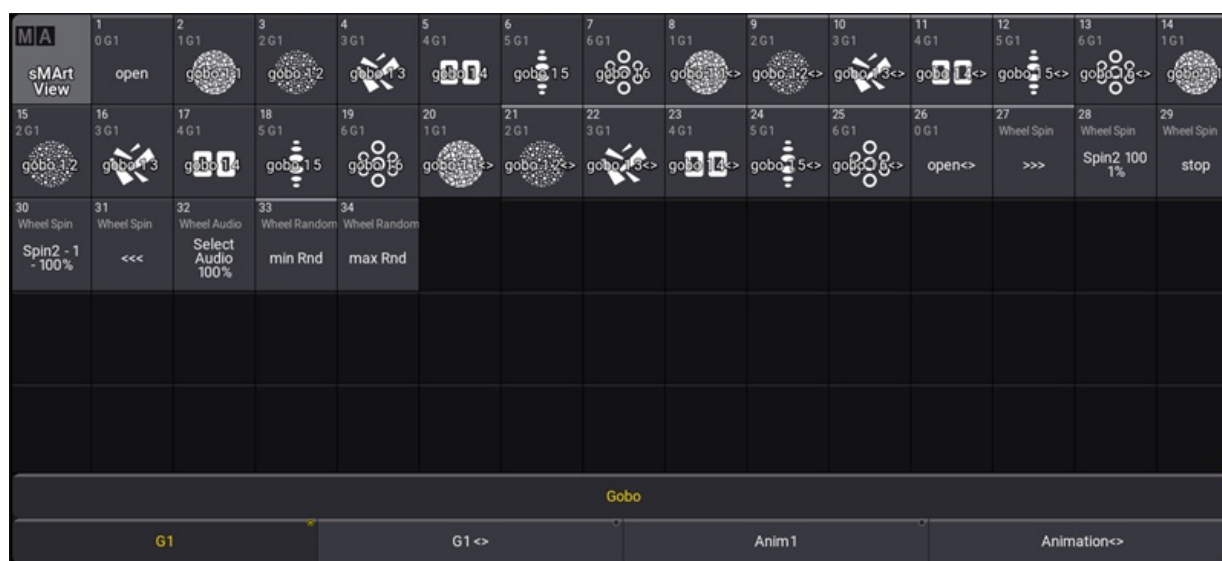 MA
sMArt
View
1
0 G1
open
2
1 G1
gobo 1 1
3
2 G1
gobo 1 2
4
3 G1
gobo 1 3
5
4 G1
gobo 1 4
6
5 G1
gobo 1 5
7
6 G1
gobo 1 6
8
1 G1
gobo 1 1<>
9
2 G1
gobo 1 2<>
10
3 G1
gobo 1 3<>
11
4 G1
gobo 1 4<>
12
5 G1
gobo 1 5<>
13
6 G1
gobo 1 6<>
14
1 G1
gobo 1 1
15
2 G1
gobo 1 2
16
3 G1
gobo 1 3
17
4 G1
gobo 1 4
18
5 G1
gobo 1 5
19
6 G1
gobo 1 6
20
1 G1
gobo 1 1<>
21
2 G1
gobo 1 2<>
22
3 G1
gobo 1 3<>
23
4 G1
gobo 1 4<>
24
5 G1
gobo 1 5<>
25
6 G1
gobo 1 6<>
26
0 G1
open<>
27
Wheel Spin
>>>
28
Wheel Spin
Spin2 100
1%
29
Wheel Spin
stop
30
Wheel Spin
Spin2 - 1
- 100%
31
Wheel Spin
<<<
32
Wheel Audio
Select
Audio
100%
33
Wheel Random
min Rnd
34
Wheel Random
max Rnd
Gobo
G1
G1 <>
Anim1
Animation<>